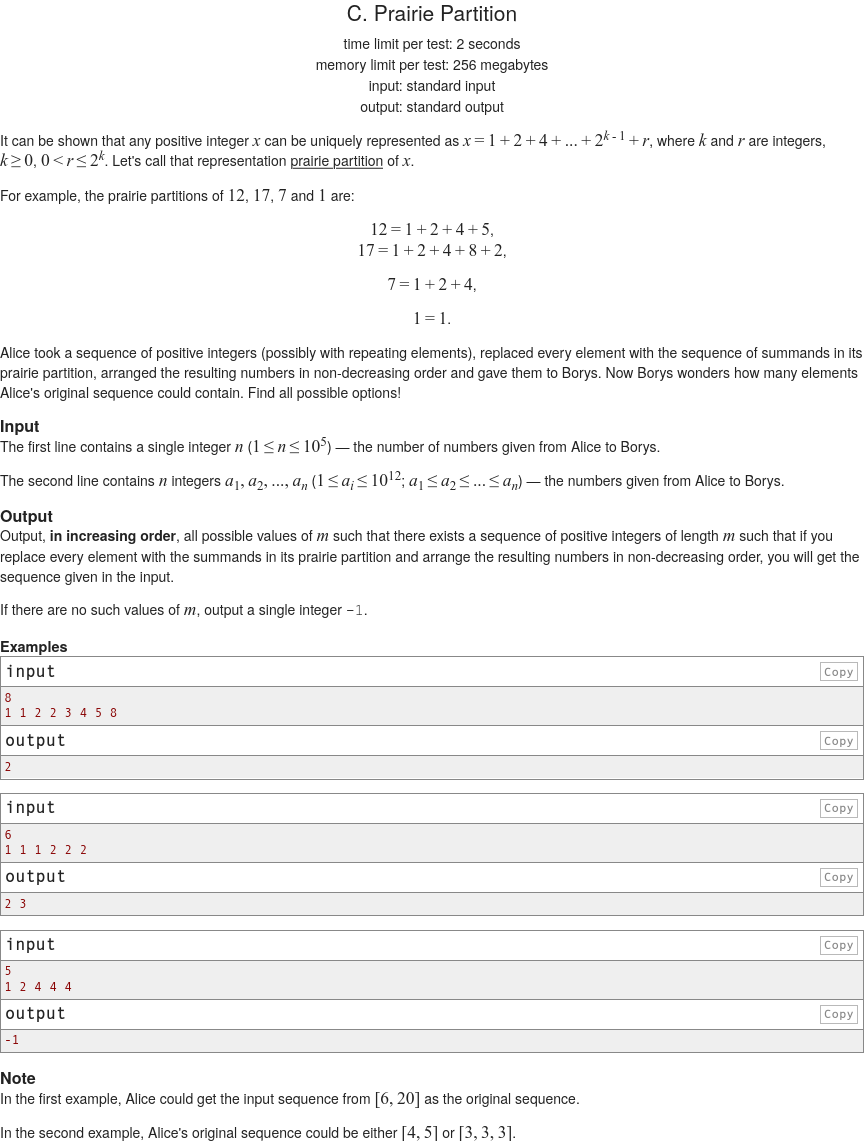 C. Prairie Partition
time limit per test: 2 seconds
memory limit per test: 256 megabytes
input: standard input
output: standard output
It can be shown that any positive integer x can be uniquely represented as x = 1 + 2 + 4 + ... + 2^{k - 1} + r, where k and r are integers,
k ≥ 0, 0 < r ≤ 2^k. Let's call that representation prairie partition of x.
For example, the prairie partitions of 12, 17, 7 and 1 are:
12 = 1 + 2 + 4 + 5,
17 = 1 + 2 + 4 + 8 + 2,
7 = 1 + 2 + 4,
1 = 1.
Alice took a sequence of positive integers (possibly with repeating elements), replaced every element with the sequence of summands in its
prairie partition, arranged the resulting numbers in non-decreasing order and gave them to Borys. Now Borys wonders how many elements
Alice's original sequence could contain. Find all possible options!
Input
The first line contains a single integer n (1 ≤ n ≤ 10^5) — the number of numbers given from Alice to Borys.
The second line contains n integers a_1, a_2, ..., a_n (1 ≤ a_i ≤ 10^12; a_1 ≤ a_2 ≤ ... ≤ a_n) — the numbers given from Alice to Borys.
Output
Output, in increasing order, all possible values of m such that there exists a sequence of positive integers of length m such that if you
replace every element with the summands in its prairie partition and arrange the resulting numbers in non-decreasing order, you will get the
sequence given in the input.
If there are no such values of m, output a single integer -1.
Examples
input Copy
8
1 1 2 2 3 4 5 8
output Copy
2
input Copy
6
1 1 1 2 2 2
output Copy
2 3
input Copy
5
1 2 4 4 4
output Copy
-1
Note
In the first example, Alice could get the input sequence from [6, 20] as the original sequence.
In the second example, Alice's original sequence could be either [4, 5] or [3, 3, 3].